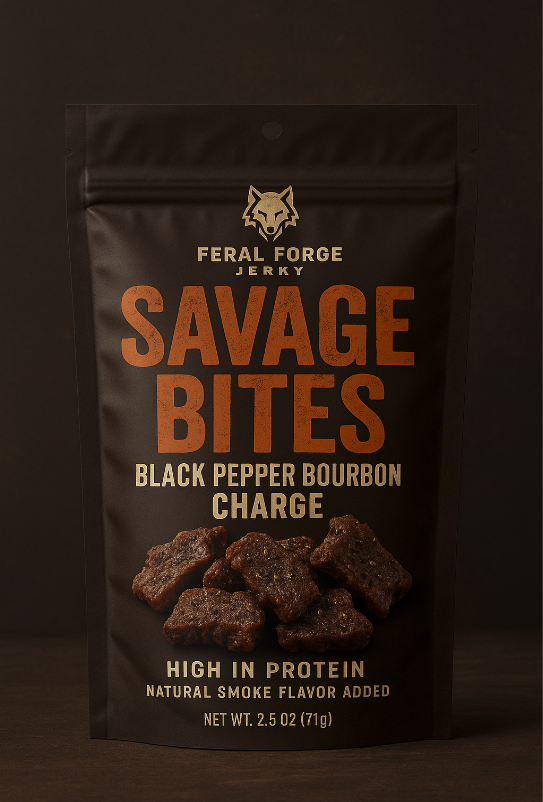 FERAL FORGE
JERKY
SAVAGE
BITES
BLACK PEPPER BOURBON
CHARGE
HIGH IN PROTEIN
NATURAL SMOKE FLAVOR ADDED
NET WT. 2.5 OZ (71g)